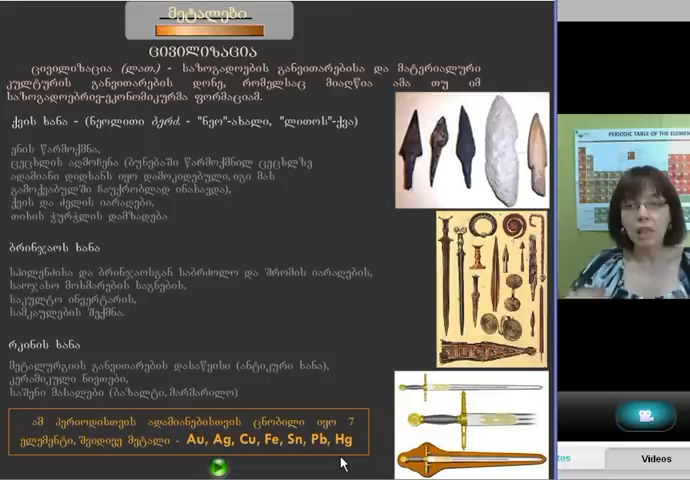 მეტალები
ცივილიზაცია
ცივილიზაცია (ლათ.) - საზოგადოების განვითარებისა და მატერიალური
კულტურის განვითარების დონე, რომელსაც მიაღწია ამა თუ იმ
საზოგადოებრივ-ეკონომიკურმა ფორმაციამ.
ქვის ხანა - (ნეოლითი ბერძ. - "ნეო"-ახალი, "ლითოს"-ქვა)
ენის წარმოქმნა,
ცეცხლის აღმოჩენა (ბუნებაში წარმოქმნილ ცეცხლზე
ადამიანი დიდხანს იყო დამოკიდებული, იგი მას
გამოქვაბულში ჩაუქრობლად ინახავდა),
ქვის და ძვლის იარაღები,
თიხის ჭურჭლის დამზადება
ბრინჯაოს ხანა
სპილენძისა და ბრინჯაოსგან საბრძოლო და შრომის იარაღების,
საოჯახო მოხმარების საგნების,
საკულტო ინვენტარის,
სამკაულების შექმნა.
რკინის ხანა
მეტალურგიის განვითარების დასაწყისი (ანტიკური ხანა),
კერამიკული ნივთები,
საშენი მასალები (ბაზალტი, მარმარილო)
ამ პერიოდისთვის ადამიანებისთვის ცნობილი იყო 7
ელემენტი, შვიდივე მეტალი - Au, Ag, Cu, Fe, Sn, Pb, Hg
PERIODIC TABLE OF THE
tos
Videos